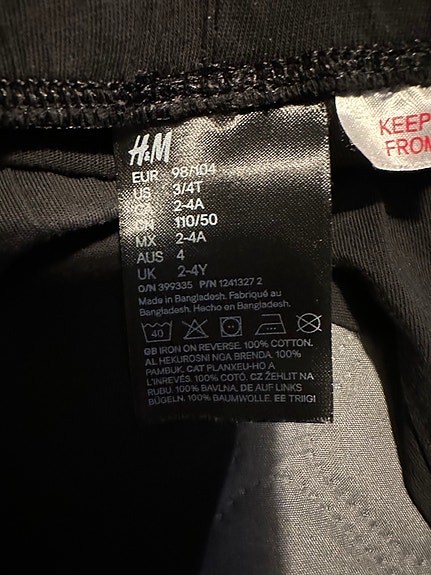 H&M
EUR 98/104
US 3/4T
CA 2-4A
CN 110/50
MX 2-4A
AUS 4
UK 2-4Y
O/N 399335 P/N 1241327 2
Made in Bangladesh. Fabriqué au
Bangladesh. Hecho en Bangladesh.
40
GB IRON ON REVERSE. 100% COTTON.
AL HEKUROSNI NGA BRENDA. 100%
PAMBUK. CAT PLANXEU-HO A
L'INREVÉS. 100% COTÓ. CZ ŽEHLIT NA
RUBU. 100% BAVLNA. DE AUF LINKS
BÜGELN. 100% BAUMWOLLE. EE TRIIGI
KEEP
FROM